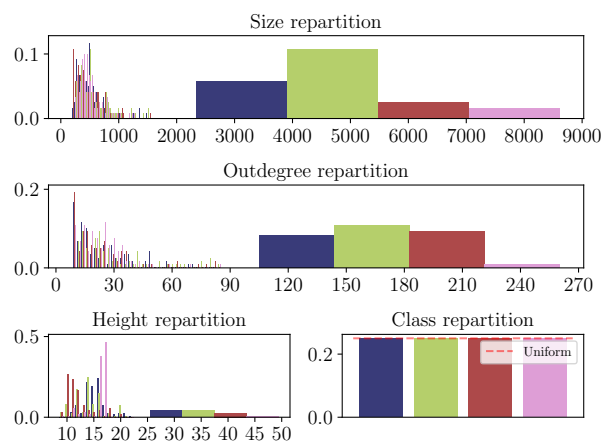 Size repartition
0.1
0.0
0 1000 2000 3000 4000 5000 6000 7000 8000 9000
Outdegree repartition
0.2
0.0
0 30 60 90 120 150 180 210 240 270
Height repartition
0.5
0.0
10 15 20 25 30 35 40 45 50
Class repartition
Uniform
0.2
0.0